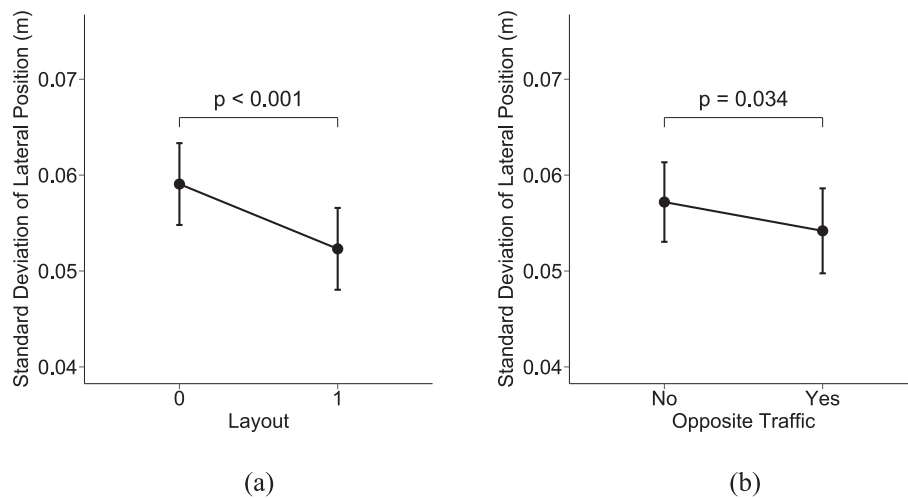 Standard Deviation of Lateral Position (m)
0.07
0.06
0.05
0.04
p < 0.001
0 1
Layout
(a)
Standard Deviation of Lateral Position (m)
0.07
0.06
0.05
0.04
p = 0.034
No Yes
Opposite Traffic
(b)